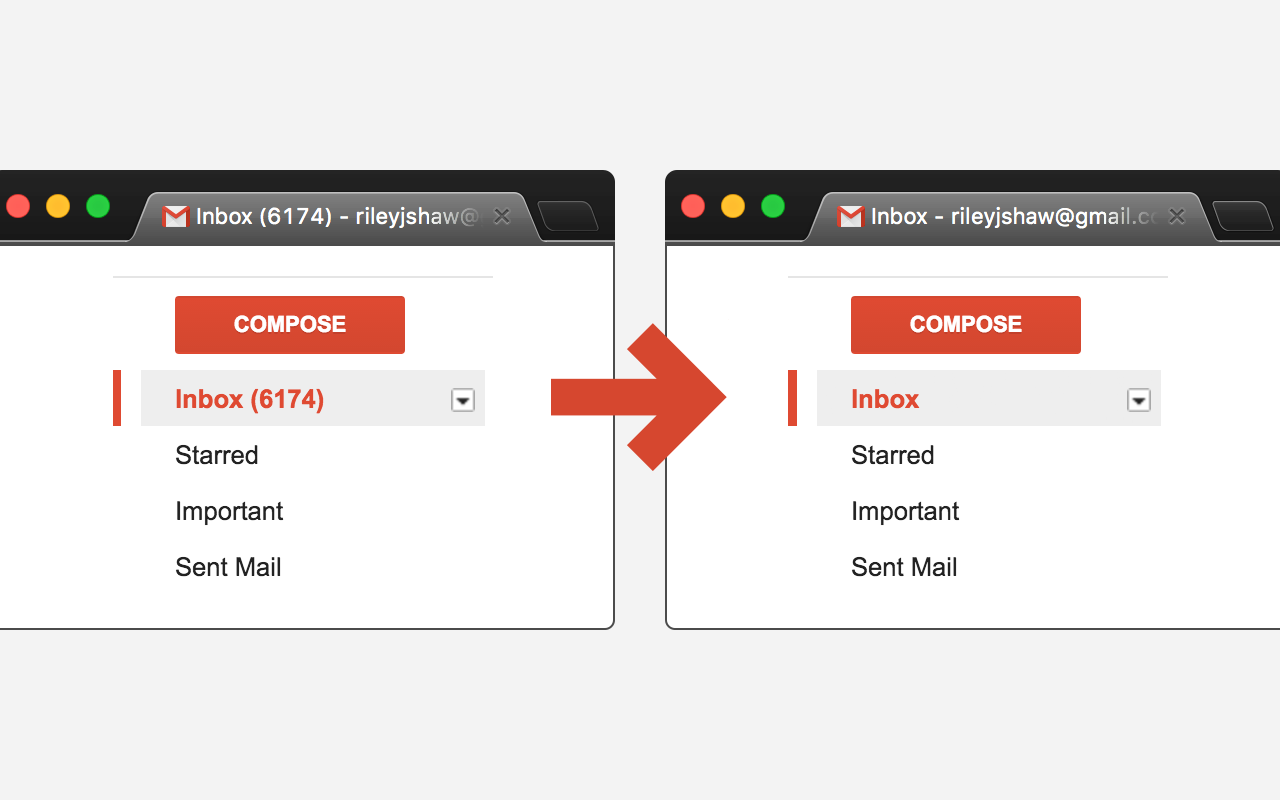 Inbox (6174) - rileyjshaw@
COMPOSE
Inbox (6174)
Starred
Important
Sent Mail
Inbox - rileyjshaw@gmail.c
COMPOSE
Inbox
Starred
Important
Sent Mail